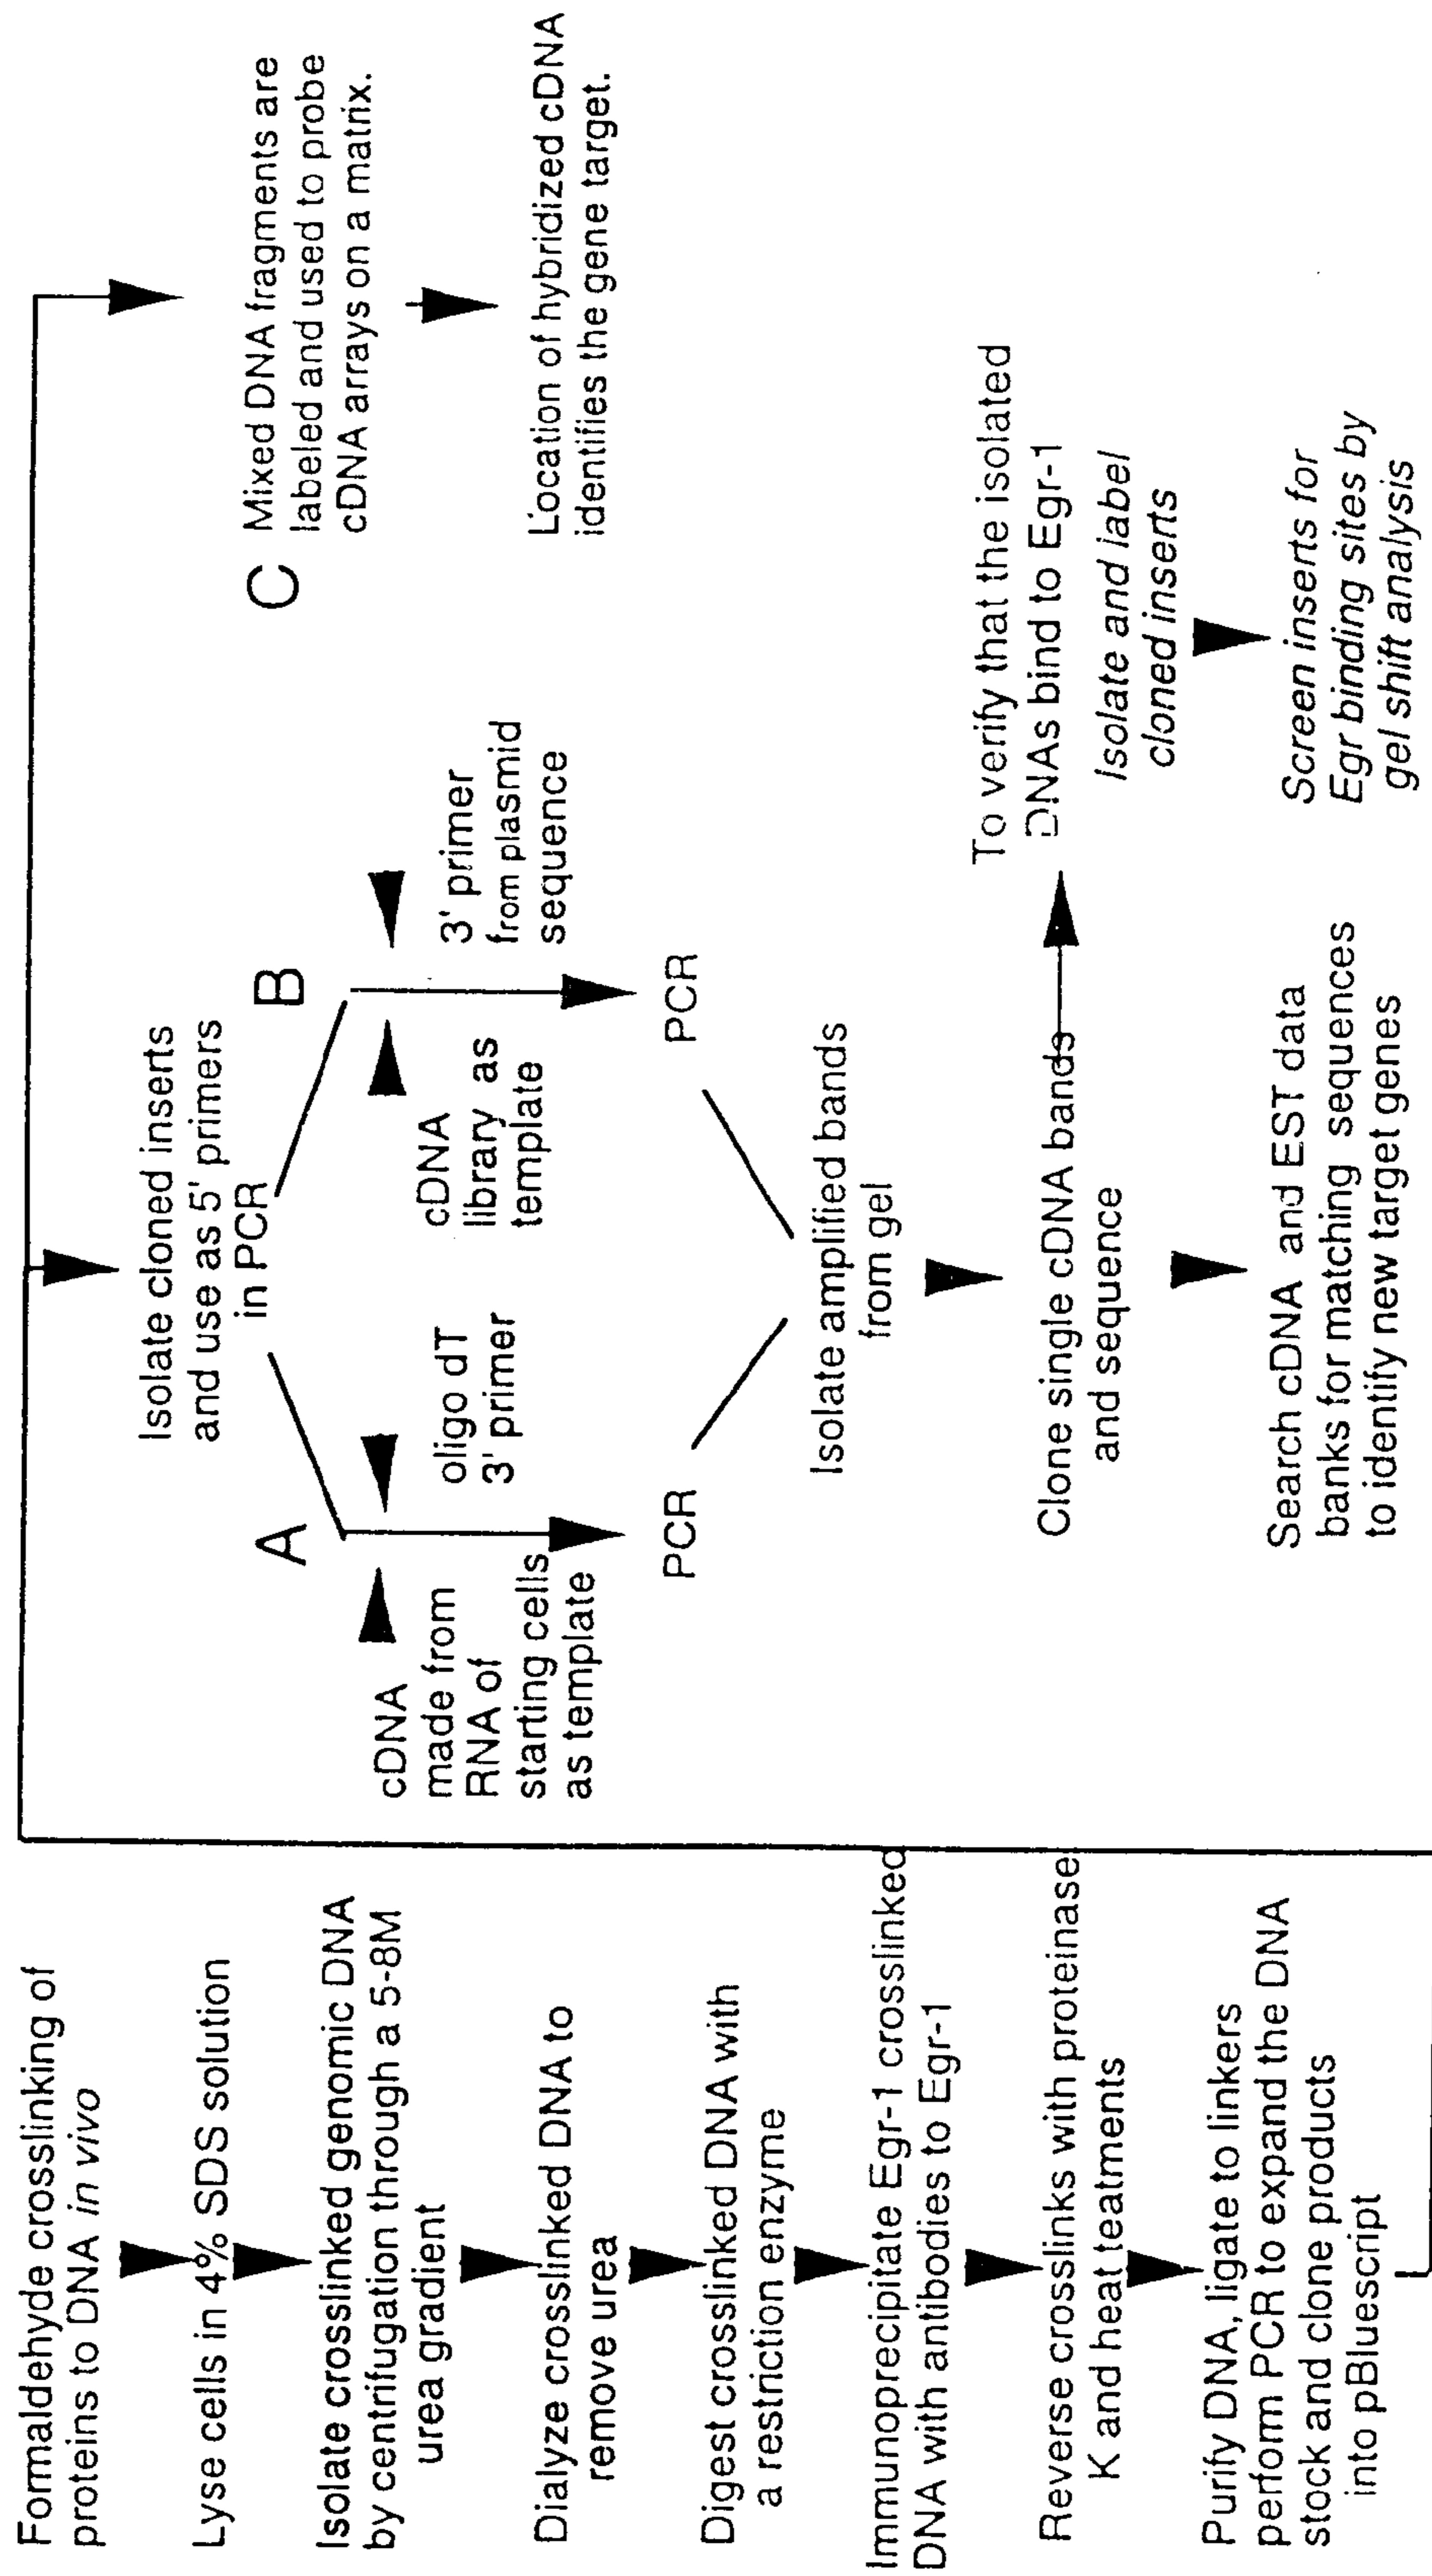 Formaldehyde crosslinking of
proteins to DNA in vivo
Lyse cells in 4% SDS solution
Isolate crosslinked genomic DNA
by centrifugation through a 5-8M
urea gradient
Dialyze crosslinked DNA to
remove urea
Digest crosslinked DNA with
a restriction enzyme
Immunoprecipitate Egr-1 crosslinked
DNA with antibodies to Egr-1
Reverse crosslinks with proteinase
K and heat teatments
Purify DNA, ligate to linkers
perform PCR to expand the DNA
stock and clone products
into pBluescript
Isolate cloned inserts
and use as 5' primers
in PCR
A
cDNA
made from
RNA of
starting cells
as template
oligo dT
3' primer
PCR
B
cDNA
library as
template
3' primer
from plasmid
sequence
PCR
Isolate amplified bands
from gel
Clone single cDNA bands
and sequence
Search cDNA and EST data
banks for matching sequences
to identify new target genes
To verify that the isolated
DNAs bind to Egr-1
Isolate and label
cloned inserts
Screen inserts for
Egr binding sites by
gel shift analysis
C
Mixed DNA fragments are
labeled and used to probe
cDNA arrays on a matrix.
Location of hybridized cDNA
identifies the gene target.